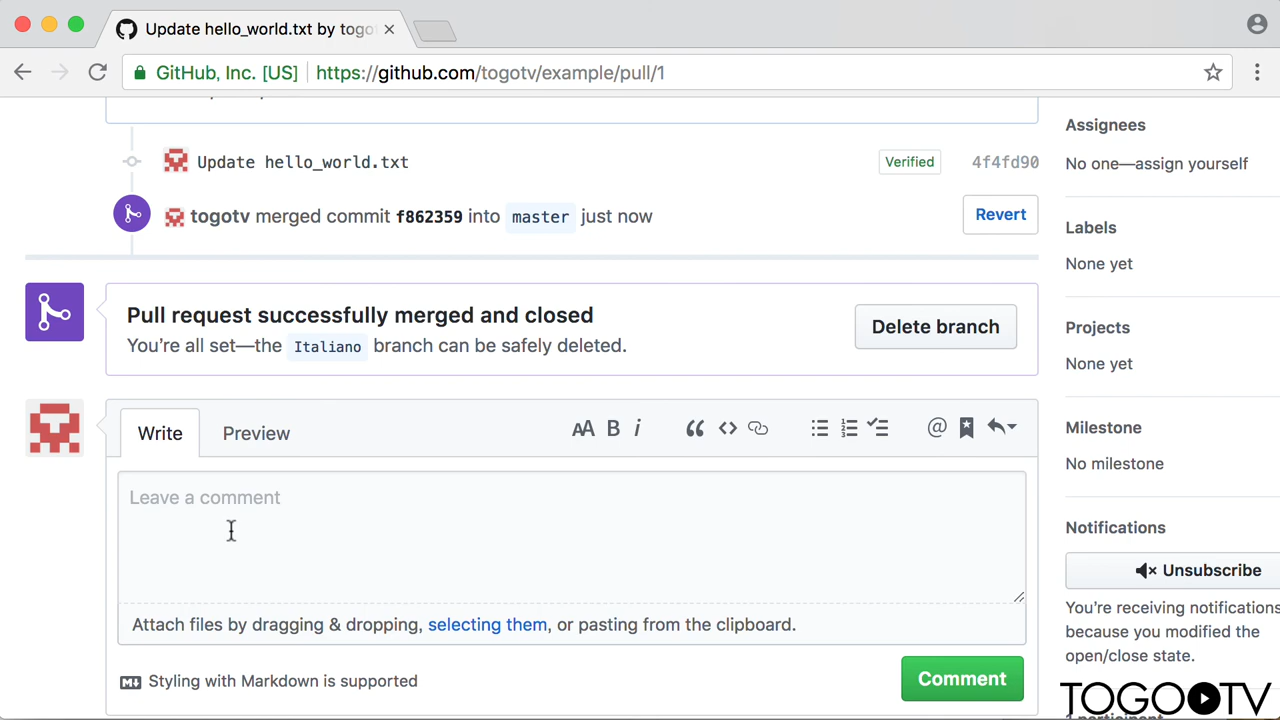 Update hello_world.txt by togo
GitHub, Inc. [US] https://github.com/togotv/example/pull/1
Assignees
No one—assign yourself
Update hello_world.txt Verified 4f4fd90
togotv merged commit f862359 into master just now Revert
Labels
None yet
Pull request successfully merged and closed
You're all set—the Italiano branch can be safely deleted.
Delete branch
Projects
None yet
Write Preview AA B i @
Milestone
No milestone
Leave a comment
Notifications
Unsubscribe
You're receiving notifications
because you modified the
open/close state.
Attach files by dragging & dropping, selecting them, or pasting from the clipboard.
Styling with Markdown is supported
Comment
TOGOTV